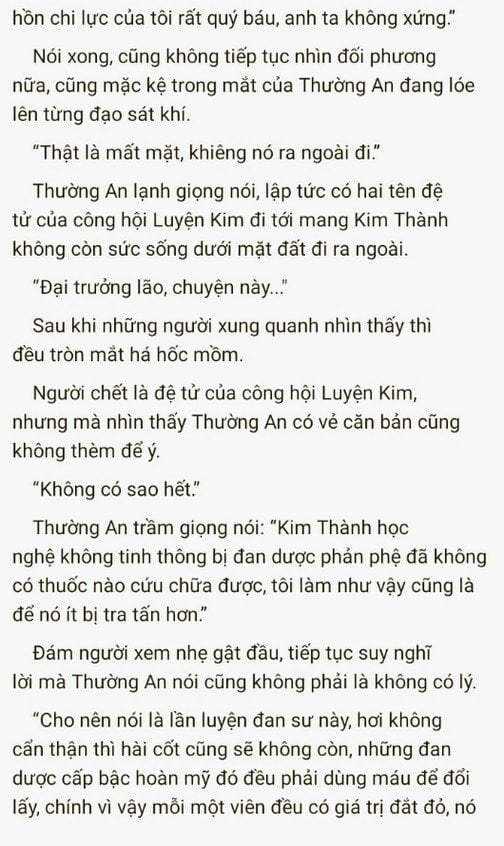 hồn chi lực của tôi rất quý báu, anh ta không xứng.”
Nói xong, cũng không tiếp tục nhìn đối phương
nữa, cũng mặc kệ trong mắt của Thường An đang lóe
lên từng đạo sát khí.
“Thật là mất mặt, khiêng nó ra ngoài đi.”
Thường An lạnh giọng nói, lập tức có hai tên đệ
tử của công hội Luyện Kim đi tới mang Kim Thành
không còn sức sống dưới mặt đất đi ra ngoài.
“Đại trưởng lão, chuyện này..."
Sau khi những người xung quanh nhìn thấy thì
đều tròn mắt há hốc mồm.
Người chết là đệ tử của công hội Luyện Kim,
nhưng mà nhìn thấy Thường An có vẻ căn bản cũng
không thèm để ý.
“Không có sao hết.”
Thường An trầm giọng nói: “Kim Thành học
nghệ không tinh thông bị đan dược phản phệ đã không
có thuốc nào cứu chữa được, tôi làm như vậy cũng là
để nó ít bị tra tấn hơn.”
Đám người xem nhẹ gật đầu, tiếp tục suy nghĩ
lời mà Thường An nói cũng không phải là không có lý.
“Cho nên nói là lần luyện đan sư này, hơi không
cẩn thận thì hài cốt cũng sẽ không còn, những đan
dược cấp bậc hoàn mỹ đó đều phải dùng máu để đổi
lấy, chính vì vậy mỗi một viên đều có giá trị đắt đỏ, nó